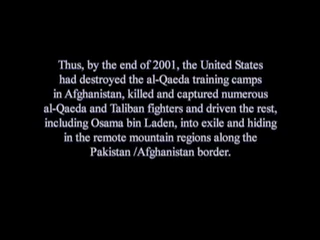 Thus, by the end of 2001, the United States
had destroyed the al-Qaeda training camps
in Afghanistan, killed and captured numerous
al-Qaeda and Taliban fighters and driven the rest,
including Osama bin Laden, into exile and hiding
in the remote mountain regions along the
Pakistan /Afghanistan border.